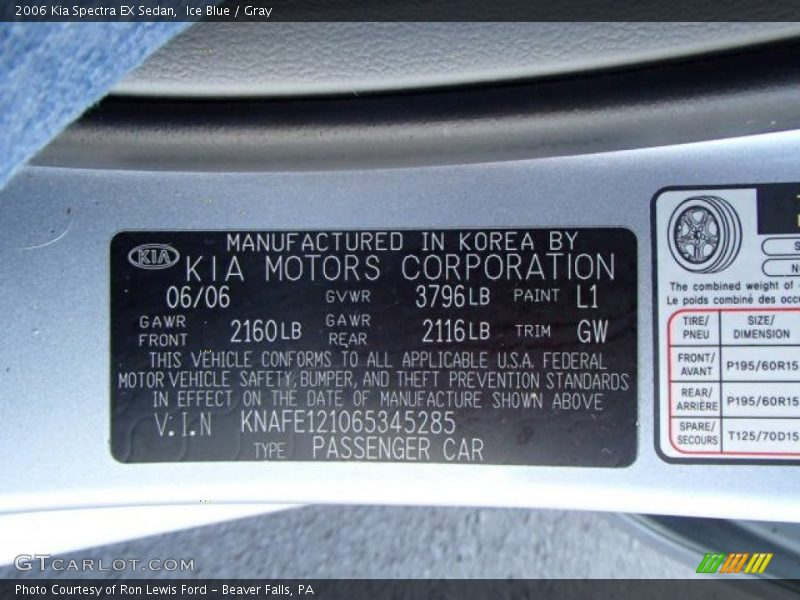 2006 Kia Spectra EX Sedan,  Ice Blue / Gray
KIA
MANUFACTURED IN KOREA BY
KIA MOTORS CORPORATION
06/06 GVWR 3796LB PAINT L1
GAWR FRONT 2160LB GAWR REAR 2116LB TRIM GW
THIS VEHICLE CONFORMS TO ALL APPLICABLE U.S.A. FEDERAL
MOTOR VEHICLE SAFETY, BUMPER, AND THEFT PREVENTION STANDARDS
IN EFFECT ON THE DATE OF MANUFACTURE SHOWN ABOVE
V.I.N KNAFE121065345285
TYPE PASSENGER CAR
The combined weight of
Le poids combiné des
TIRE/ PNEU SIZE/ DIMENSION
FRONT/ AVANT P195/60R15
REAR/ ARRIÈRE P195/60R15
SPARE/ SECOURS T125/70D15
GTCARLOT.COM
Photo Courtesy of Ron Lewis Ford - Beaver Falls, PA